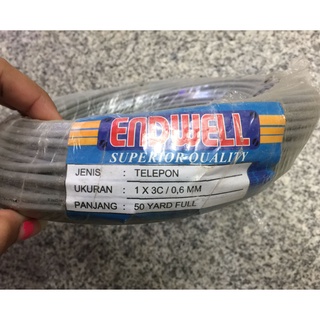 ENDWELL
SUPERIOR QUALITY
JENIS : TELEPON
UKURAN : 1 X 3C / 0,6 MM
PANJANG : 50 YARD FULL